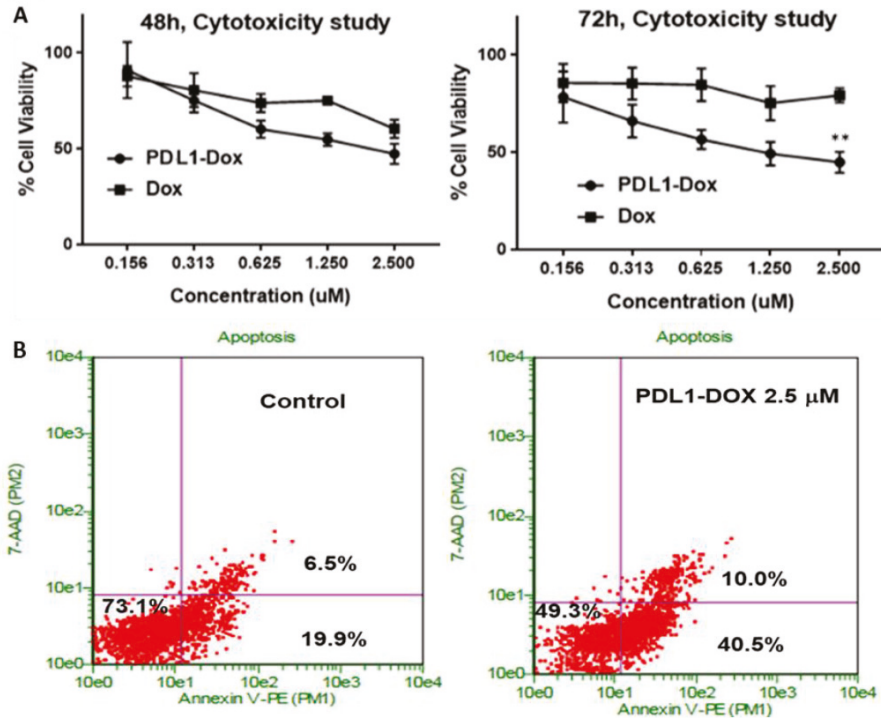 A
48h, Cytotoxicity study
% Cell Viability
100
50
0
PDL1-Dox
Dox
0.156 0.313 0.625 1.250 2.500
Concentration (uM)
72h, Cytotoxicity study
% Cell Viability
100
50
0
**
PDL1-Dox
Dox
0.156 0.313 0.625 1.250 2.500
Concentration (uM)
B
Apoptosis
7-AAD (PM2)
10e4
10e3
10e2
10e1
10e0
Control
6.5%
73.1%
19.9%
10e0 10e1 10e2 10e3 10e4
Annexin V-PE (PM1)
Apoptosis
7-AAD (PM2)
10e4
10e3
10e2
10e1
10e0
PDL1-DOX 2.5 μM
10.0%
49.3%
40.5%
10e0 10e1 10e2 10e3 10e4
Annexin V-PE (PM1)